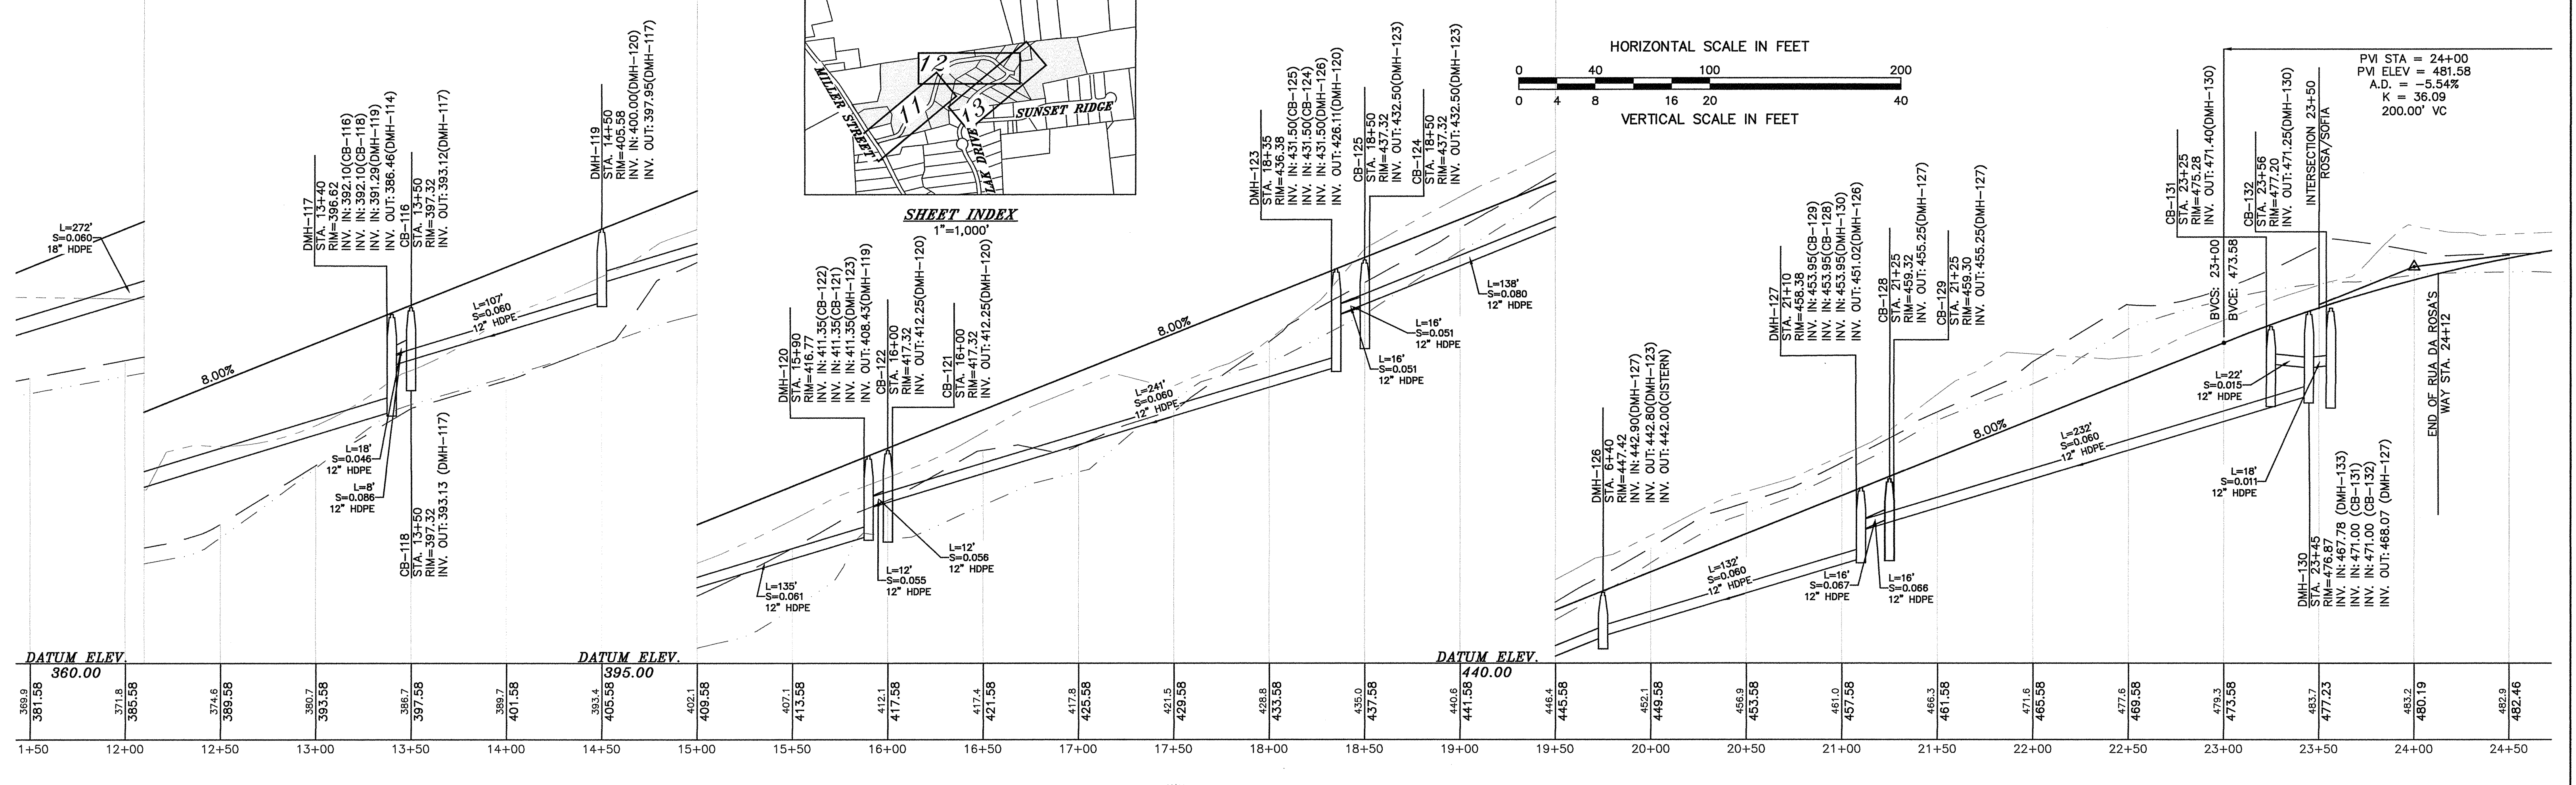 L=272'
S=0.060
18" HDPE
8.00%
DMH-117
STA. 13+40
RIM=396.62
INV. IN: 392.10(CB-116)
INV. IN: 392.10(CB-118)
INV. IN: 391.29(DMH-119)
INV. OUT: 386.46(DMH-114)
CB-116
STA. 13+50
RIM=397.32
INV. OUT: 393.12(DMH-117)
L=107'
S=0.060
12" HDPE
L=18'
S=0.046
12" HDPE
L=8'
S=0.086
12" HDPE
CB-118
STA. 13+50
RIM=397.32
INV. OUT: 393.13 (DMH-117)
DMH-119
STA. 14+50
RIM=405.58
INV. IN: 400.00(DMH-120)
INV. OUT: 397.95(DMH-117)
12
11
13
MILLER STREET
SUNSET RIDGE
LAK DRIVE
SHEET INDEX
1"=1,000'
DMH-120
STA. 15+90
RIM=416.77
INV. IN: 411.35(CB-122)
INV. IN: 411.35(CB-121)
INV. IN: 411.35(DMH-123)
INV. OUT: 408.43(DMH-119)
CB-122
STA. 16+00
RIM=417.32
INV. OUT: 412.25(DMH-120)
CB-121
STA. 16+00
RIM=417.32
INV. OUT: 412.25(DMH-120)
L=135'
S=0.061
12" HDPE
L=12'
S=0.055
12" HDPE
L=12'
S=0.056
12" HDPE
L=241'
S=0.060
12" HDPE
8.00%
DMH-123
STA. 18+35
RIM=436.38
INV. IN: 431.50(CB-125)
INV. IN: 431.50(CB-124)
INV. IN: 431.50(DMH-126)
INV. OUT: 426.11(DMH-120)
CB-125
STA. 18+50
RIM=437.32
INV. OUT: 432.50(DMH-123)
CB-124
STA. 18+50
RIM=437.32
INV. OUT: 432.50(DMH-123)
L=138'
S=0.080
12" HDPE
L=16'
S=0.051
12" HDPE
L=16'
S=0.051
12" HDPE
HORIZONTAL SCALE IN FEET
0 40 100 200
0 4 8 16 20 40
VERTICAL SCALE IN FEET
DMH-126
STA. 6+40
RIM=447.42
INV. IN: 442.90(DMH-127)
INV. OUT: 442.80(DMH-123)
INV. OUT: 442.00(CISTERN)
L=132'
S=0.060
12" HDPE
DMH-127
STA. 21+10
RIM=458.38
INV. IN: 453.95(CB-129)
INV. IN: 453.95(CB-128)
INV. IN: 453.95(DMH-130)
INV. OUT: 451.02(DMH-126)
CB-128
STA. 21+25
RIM=459.32
INV. OUT: 455.25(DMH-127)
CB-129
STA. 21+25
RIM=459.30
INV. OUT: 455.25(DMH-127)
L=16'
S=0.067
12" HDPE
L=16'
S=0.066
12" HDPE
8.00%
L=232'
S=0.060
12" HDPE
CB-131
STA. 23+25
RIM=475.28
INV. OUT: 471.40(DMH-130)
BVCS: 23+00
BVCE: 473.58
CB-132
STA. 23+56
RIM=477.20
INV. OUT: 471.25(DMH-130)
INTERSECTION 23+50
ROSA/SOFIA
PVI STA = 24+00
PVI ELEV = 481.58
A.D. = -5.54%
K = 36.09
200.00' VC
L=22'
S=0.015
12" HDPE
L=18'
S=0.011
12" HDPE
DMH-130
STA. 23+45
RIM=476.87
INV. IN: 467.78 (DMH-133)
INV. IN: 471.00 (CB-131)
INV. IN: 471.00 (CB-132)
INV. OUT: 468.07 (DMH-127)
END OF RUA DA ROSA'S
WAY STA. 24+12
DATUM ELEV.
360.00
DATUM ELEV.
395.00
DATUM ELEV.
440.00
369.9 371.8 374.6 380.7 386.7 389.7 393.4 402.1 407.1 412.1 417.4 417.8 421.5 428.8 435.0 440.6 446.4 452.1 456.9 461.0 466.3 471.6 477.6 479.3 483.7 483.2 482.9
381.58 385.58 389.58 393.58 397.58 401.58 405.58 409.58 413.58 417.58 421.58 425.58 429.58 433.58 437.58 441.58 445.58 449.58 453.58 457.58 461.58 465.58 469.58 473.58 477.23 480.19 482.46
1+50 12+00 12+50 13+00 13+50 14+00 14+50 15+00 15+50 16+00 16+50 17+00 17+50 18+00 18+50 19+00 19+50 20+00 20+50 21+00 21+50 22+00 22+50 23+00 23+50 24+00 24+50